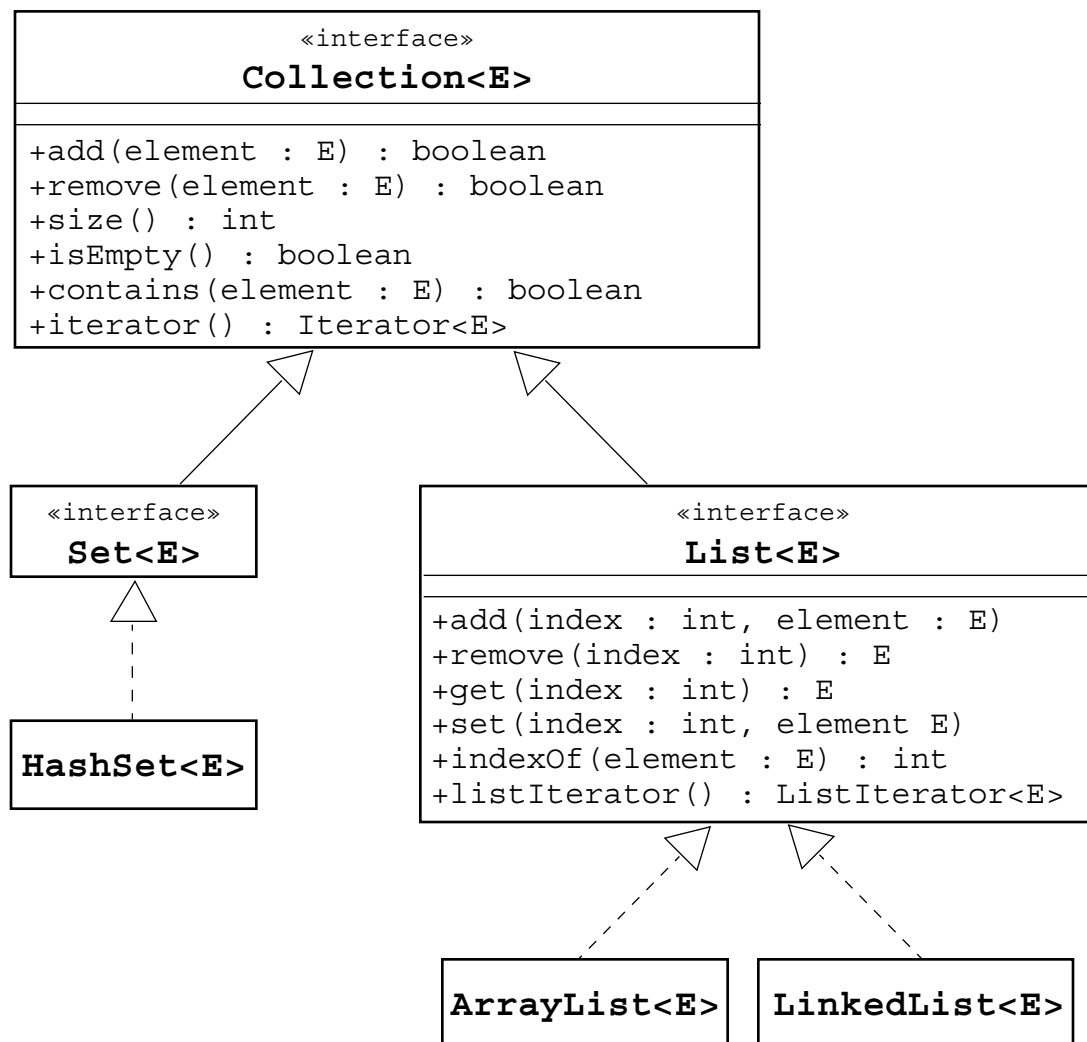 «interface»
Collection<E>
+add(element : E) : boolean
+remove(element : E) : boolean
+size() : int
+isEmpty() : boolean
+contains(element : E) : boolean
+iterator() : Iterator<E>
«interface»
Set<E>
«interface»
List<E>
+add(index : int, element : E)
+remove(index : int) : E
+get(index : int) : E
+set(index : int, element E)
+indexOf(element : E) : int
+listIterator() : ListIterator<E>
HashSet<E>
ArrayList<E>
LinkedList<E>